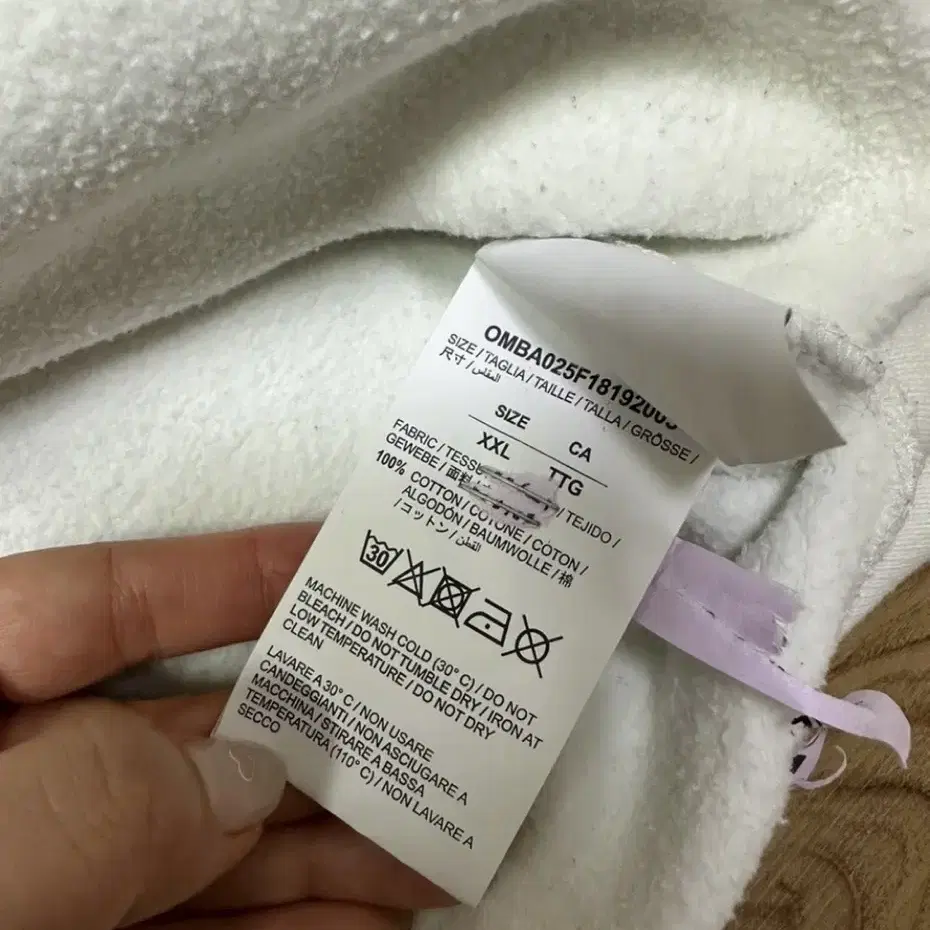 OMBA025F181920
SIZE / TAGLIA / TAILLE / TALLA / GRÖSSE /
尺寸 / المقاس
SIZE CA
XXL TTG
FABRIC / TESSU / TEJIDO /
GEWEBE / 面料
100% COTTON / COTONE / COTON /
ALGODÓN / BAUMWOLLE / 棉
/ コットン / القطن
30
MACHINE WASH COLD (30° C) / DO NOT
BLEACH / DO NOT TUMBLE DRY / IRON AT
LOW TEMPERATURE / DO NOT DRY
CLEAN
LAVARE A 30° C / NON USARE
CANDEGGIANTI / NON ASCIUGARE A
MACCHINA / STIRARE A BASSA
TEMPERATURA (110° C) / NON LAVARE A
SECCO